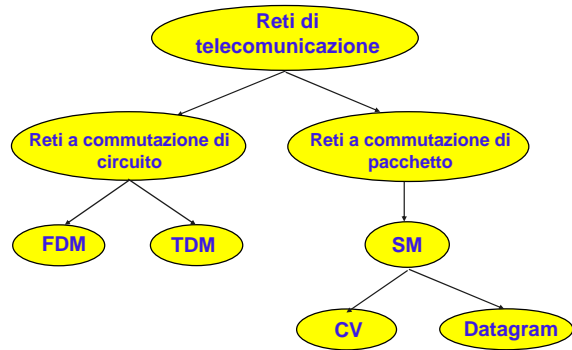 Reti di
telecomunicazione
Reti a commutazione di
circuito
Reti a commutazione di
pacchetto
FDM
TDM
SM
CV
Datagram